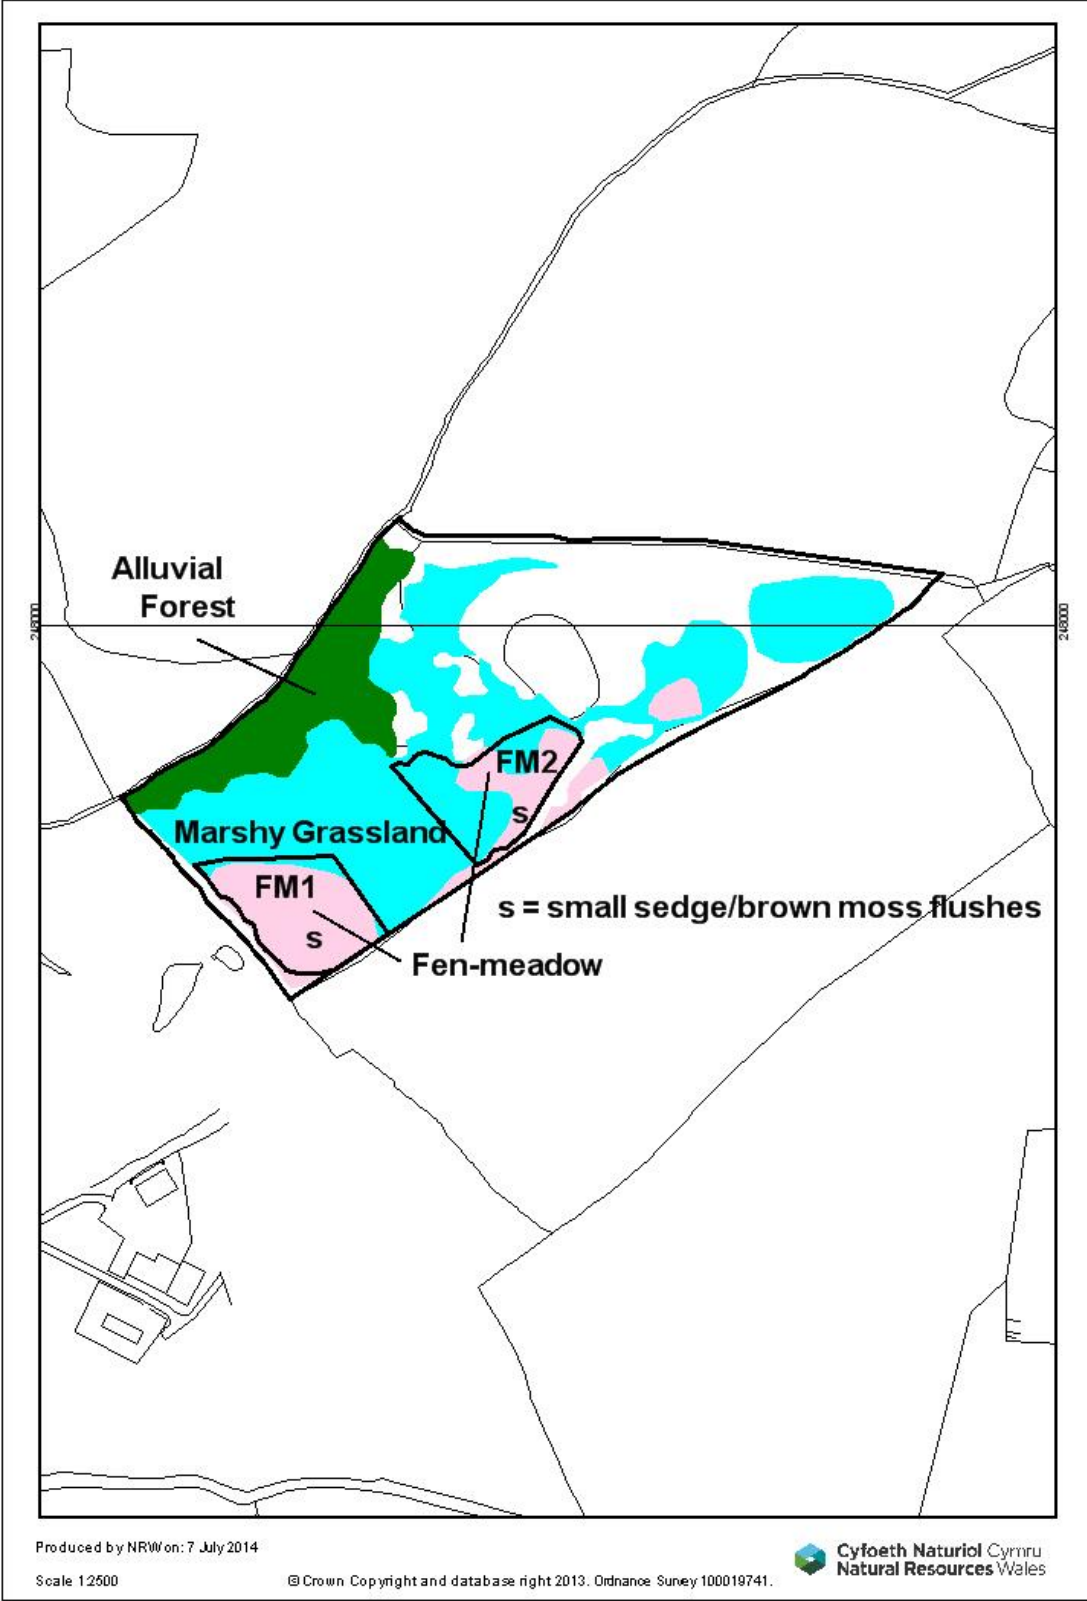 Alluvial
Forest
248000
248000
FM2
s
Marshy Grassland
FM1
s = small sedge/brown moss flushes
s
Fen-meadow
Produced by NRW on: 7 July 2014
Cyfoeth Naturiol Cymru
Natural Resources Wales
Scale 1:2500
© Crown Copyright and database right 2013. Ordnance Survey 100019741.